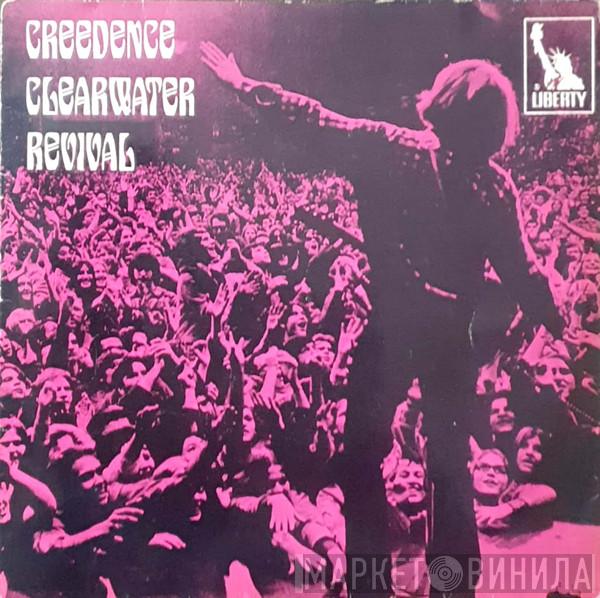 CREEDENCE
CLEARWATER
REVIVAL
LIBERTY
МАРКЕТ ВИНИЛА